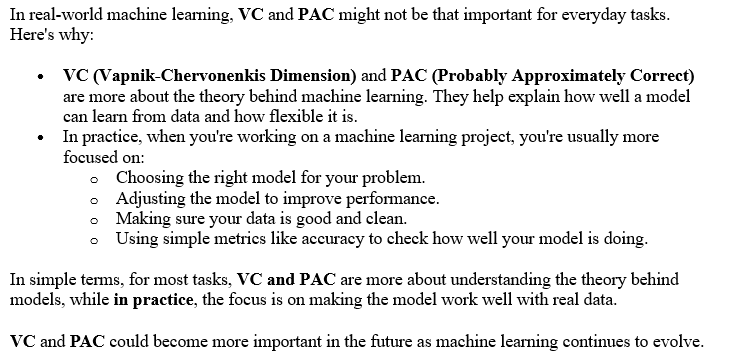 In real-world machine learning, VC and PAC might not be that important for everyday tasks.
Here's why:
• VC (Vapnik-Chervonenkis Dimension) and PAC (Probably Approximately Correct)
are more about the theory behind machine learning. They help explain how well a model
can learn from data and how flexible it is.
• In practice, when you're working on a machine learning project, you're usually more
focused on:
o Choosing the right model for your problem.
o Adjusting the model to improve performance.
o Making sure your data is good and clean.
o Using simple metrics like accuracy to check how well your model is doing.
In simple terms, for most tasks, VC and PAC are more about understanding the theory behind
models, while in practice, the focus is on making the model work well with real data.
VC and PAC could become more important in the future as machine learning continues to evolve.